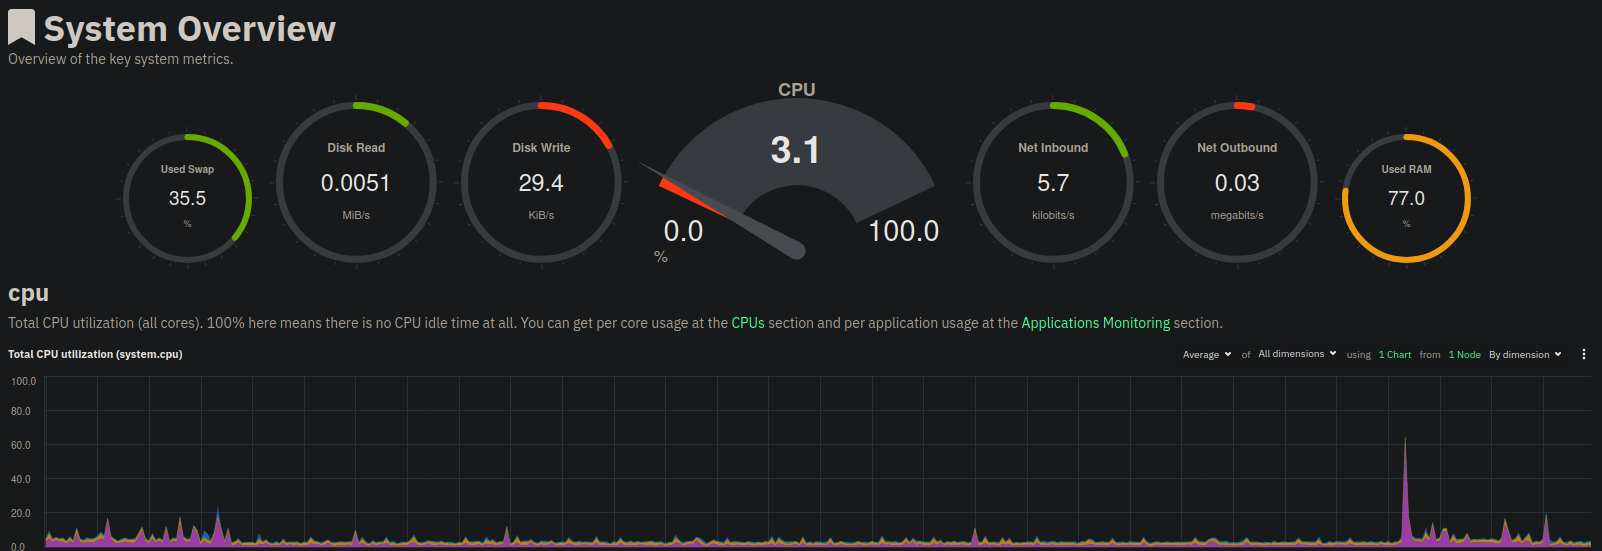 System Overview
Overview of the key system metrics.
CPU
Used Swap
35.5
%
Disk Read
0.0051
MiB/s
Disk Write
29.4
KiB/s
3.1
0.0
100.0
%
Net Inbound
5.7
kilobits/s
Net Outbound
0.03
megabits/s
Used RAM
77.0
%
cpu
Total CPU utilization (all cores). 100% here means there is no CPU idle time at all. You can get per core usage at the CPUs section and per application usage at the Applications Monitoring section.
Total CPU utilization (system.cpu)
Average of All dimensions using 1 Chart from 1 Node By dimension
100.0
80.0
60.0
40.0
20.0
0.0